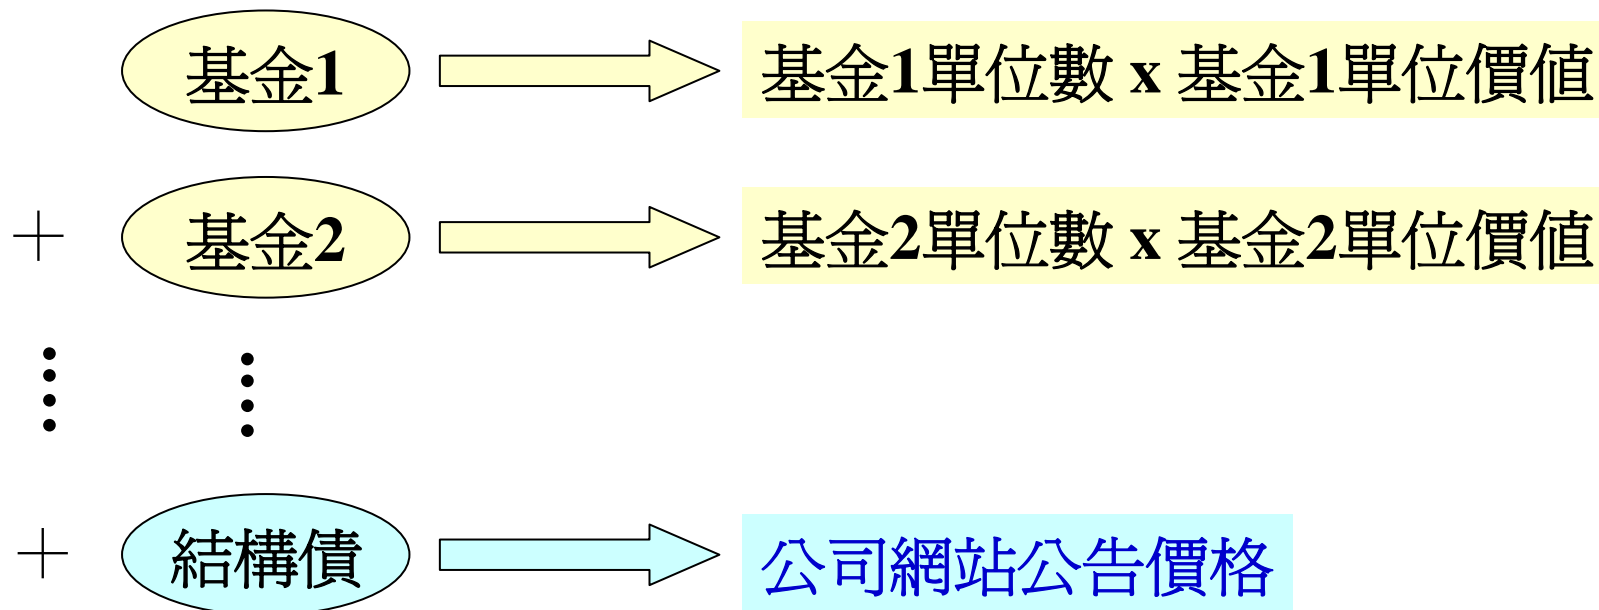 基金1 基金1單位數 x 基金1單位價值
+ 基金2 基金2單位數 x 基金2單位價值
+ 結構債 公司網站公告價格